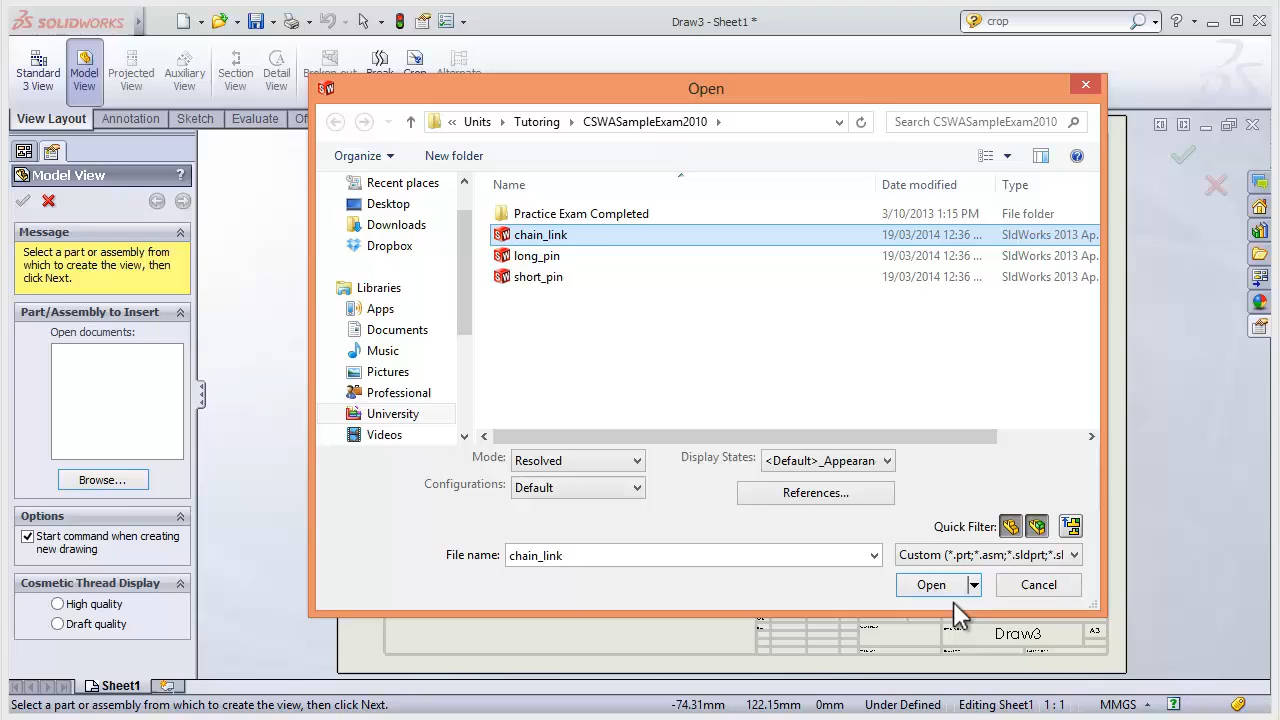 SOLIDWORKS
Draw3 - Sheet1 *
crop
Standard 3 View
Model View
Projected View
Auxiliary View
Section View
Detail View
Broken-out
Break
Crop
Alternate
View Layout
Annotation
Sketch
Evaluate
Model View
?
Message
Select a part or assembly from
which to create the view, then
click Next.
Part/Assembly to Insert
Open documents:
Browse...
Options
Start command when creating
new drawing
Cosmetic Thread Display
High quality
Draft quality
Open
« Units
Tutoring
CSWASampleExam2010
Search CSWASampleExam2010
Organize
New folder
Recent places
Desktop
Downloads
Dropbox
Libraries
Apps
Documents
Music
Pictures
Professional
University
Videos
Name
Date modified
Type
Practice Exam Completed
3/10/2013 1:15 PM
File folder
chain_link
19/03/2014 12:36 ...
SldWorks 2013 Ap.
long_pin
19/03/2014 12:36 ...
SldWorks 2013 Ap.
short_pin
19/03/2014 12:36 ...
SldWorks 2013 Ap.
Mode:
Resolved
Display States:
<Default>_Appearan
Configurations:
Default
References...
Quick Filter:
File name:
chain_link
Custom (*.prt;*.asm;*.sldprt;*.sl
Open
Cancel
Draw3
A3
Sheet1
Select a part or assembly from which to create the view, then click Next.
-74.31mm
122.15mm
0mm
Under Defined
Editing Sheet1
1 : 1
MMGS